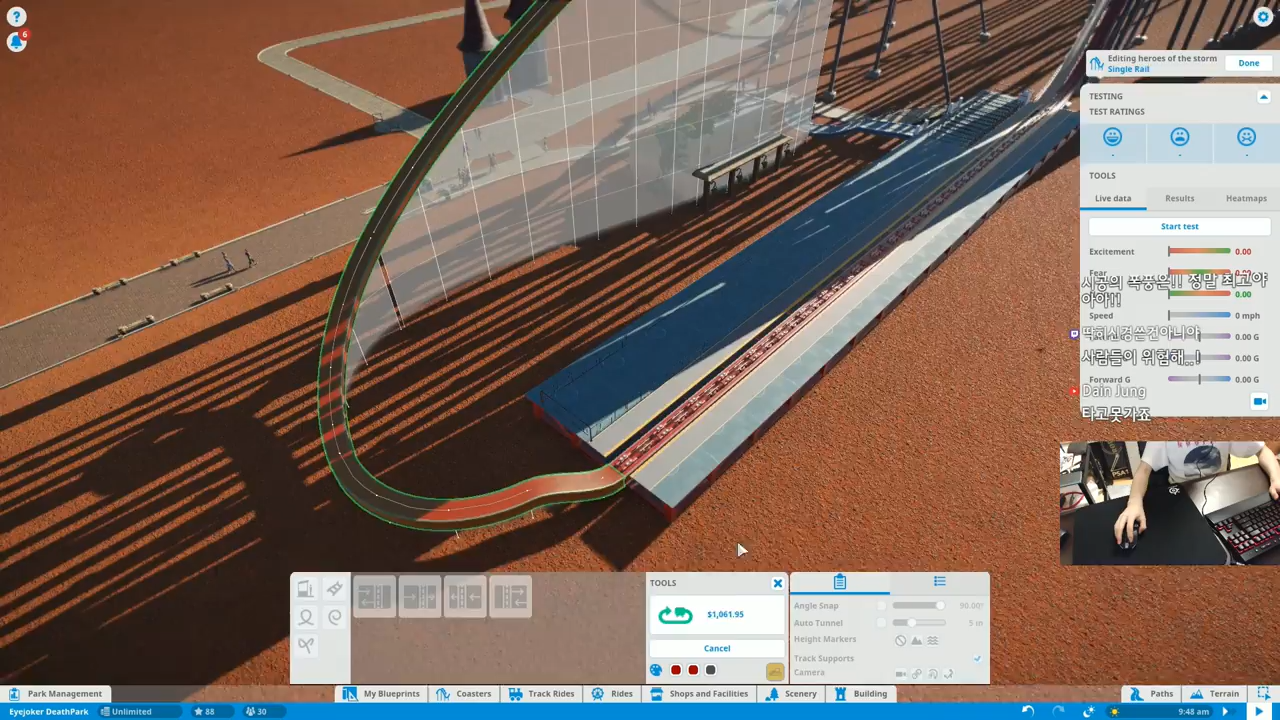 ?
6
Editing heroes of the storm
Single Rail
Done
TESTING
TEST RATINGS
- - -
TOOLS
Live data Results Heatmaps
Start test
Excitement 0.00
Fear
시공의 폭풍은!! 정말 최고야
아아!! 0.00
Speed 0 mph
딱히신경쓴건아니야 0.00 G
사람들이 위험해..! 0.00 G
Forward G 0.00 G
Dain Jung
타고못가죠
TOOLS
$1,061.95
Cancel
Angle Snap 90.00°
Auto Tunnel 5 m
Height Markers
Track Supports
Camera
Park Management My Blueprints Coasters Track Rides Rides Shops and Facilities Scenery Building Paths Terrain
Eyejoker DeathPark Unlimited 88 30 9:48 am